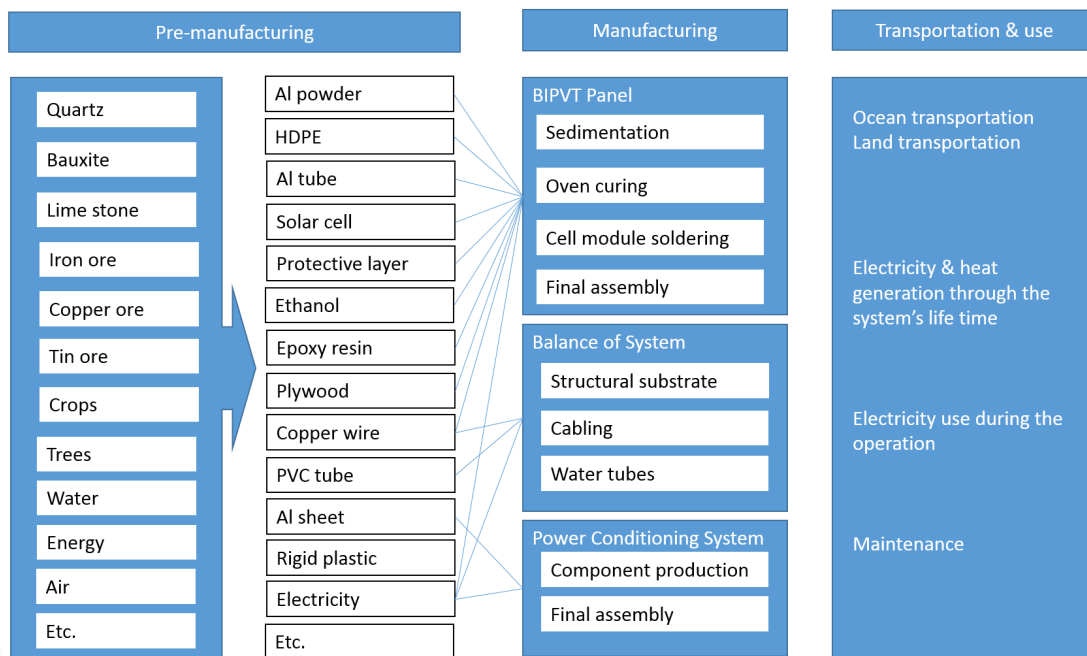 Pre-manufacturing
Manufacturing
Transportation & use
Quartz
Bauxite
Lime stone
Iron ore
Copper ore
Tin ore
Crops
Trees
Water
Energy
Air
Etc.
Al powder
HDPE
Al tube
Solar cell
Protective layer
Ethanol
Epoxy resin
Plywood
Copper wire
PVC tube
Al sheet
Rigid plastic
Electricity
Etc.
BIPVT Panel
Sedimentation
Oven curing
Cell module soldering
Final assembly
Balance of System
Structural substrate
Cabling
Water tubes
Power Conditioning System
Component production
Final assembly
Ocean transportation
Land transportation
Electricity & heat
generation through the
system’s life time
Electricity use during the
operation
Maintenance